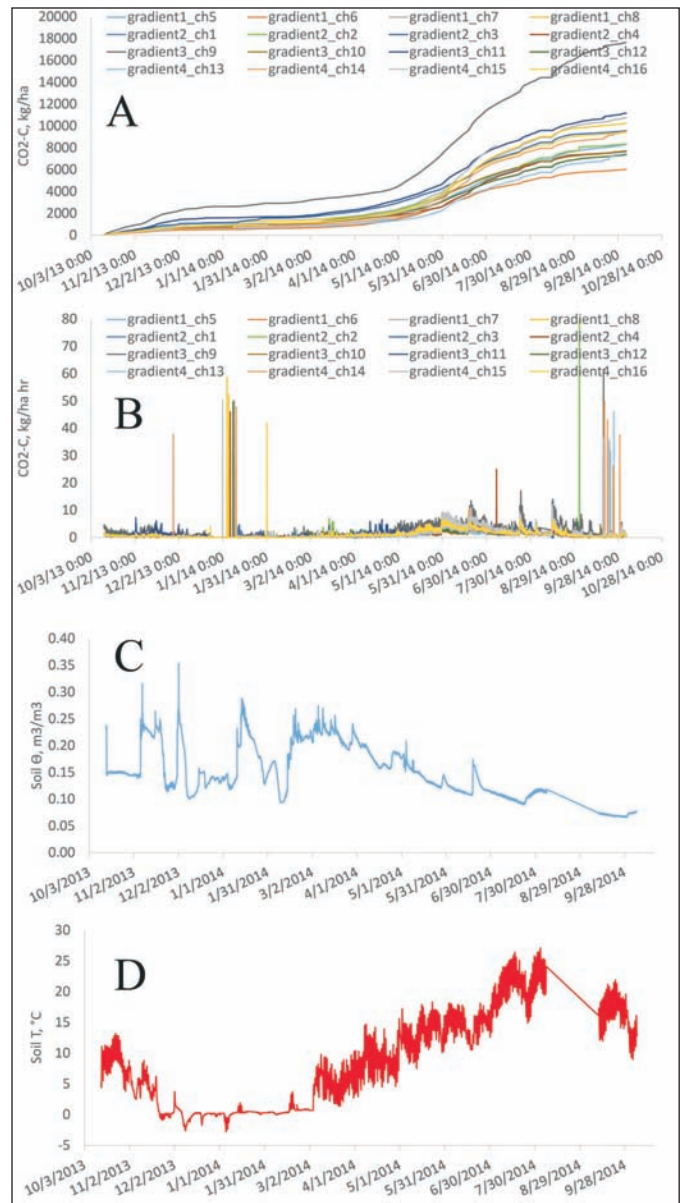 20000
18000
16000
14000
12000
10000
8000
6000
4000
2000
0
CO2-C, kg/ha
gradient1_ch5 gradient1_ch6 gradient1_ch7 gradient1_ch8
gradient2_ch1 gradient2_ch2 gradient2_ch3 gradient2_ch4
gradient3_ch9 gradient3_ch10 gradient3_ch11 gradient3_ch12
gradient4_ch13 gradient4_ch14 gradient4_ch15 gradient4_ch16
A
10/3/13 0:00 11/2/13 0:00 12/2/13 0:00 1/1/14 0:00 1/31/14 0:00 3/2/14 0:00 4/1/14 0:00 5/1/14 0:00 5/31/14 0:00 6/30/14 0:00 7/30/14 0:00 8/29/14 0:00 9/28/14 0:00 10/28/14 0:00
80
70
60
50
40
30
20
10
0
CO2-C, kg/ha hr
gradient1_ch5 gradient1_ch6 gradient1_ch7 gradient1_ch8
gradient2_ch1 gradient2_ch2 gradient2_ch3 gradient2_ch4
gradient3_ch9 gradient3_ch10 gradient3_ch11 gradient3_ch12
gradient4_ch13 gradient4_ch14 gradient4_ch15 gradient4_ch16
B
10/3/13 0:00 11/2/13 0:00 12/2/13 0:00 1/1/14 0:00 1/31/14 0:00 3/2/14 0:00 4/1/14 0:00 5/1/14 0:00 5/31/14 0:00 6/30/14 0:00 7/30/14 0:00 8/29/14 0:00 9/28/14 0:00 10/28/14 0:00
0.40
0.35
0.30
0.25
0.20
0.15
0.10
0.05
0.00
Soil Θ, m3/m3
C
10/3/2013 11/2/2013 12/2/2013 1/1/2014 1/31/2014 3/2/2014 4/1/2014 5/1/2014 5/31/2014 6/30/2014 7/30/2014 8/29/2014 9/28/2014
30
25
20
15
10
5
0
-5
Soil T, °C
D
10/3/2013 11/2/2013 12/2/2013 1/1/2014 1/31/2014 3/2/2014 4/1/2014 5/1/2014 5/31/2014 6/30/2014 7/30/2014 8/29/2014 9/28/2014